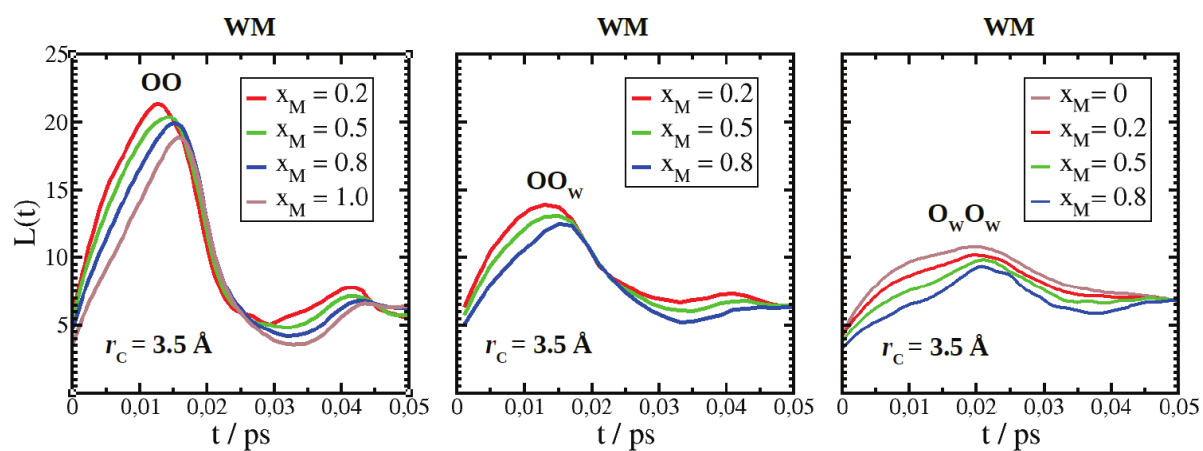 WM
L(t)
25
20
15
10
5
OO
x_M = 0.2
x_M = 0.5
x_M = 0.8
x_M = 1.0
r_C = 3.5 Å
0 0,01 0,02 0,03 0,04 0,05
t / ps
WM
OO_W
x_M = 0.2
x_M = 0.5
x_M = 0.8
r_C = 3.5 Å
0 0,01 0,02 0,03 0,04 0,05
t / ps
WM
O_W O_W
x_M = 0
x_M = 0.2
x_M = 0.5
x_M = 0.8
r_C = 3.5 Å
0 0,01 0,02 0,03 0,04 0,05
t / ps